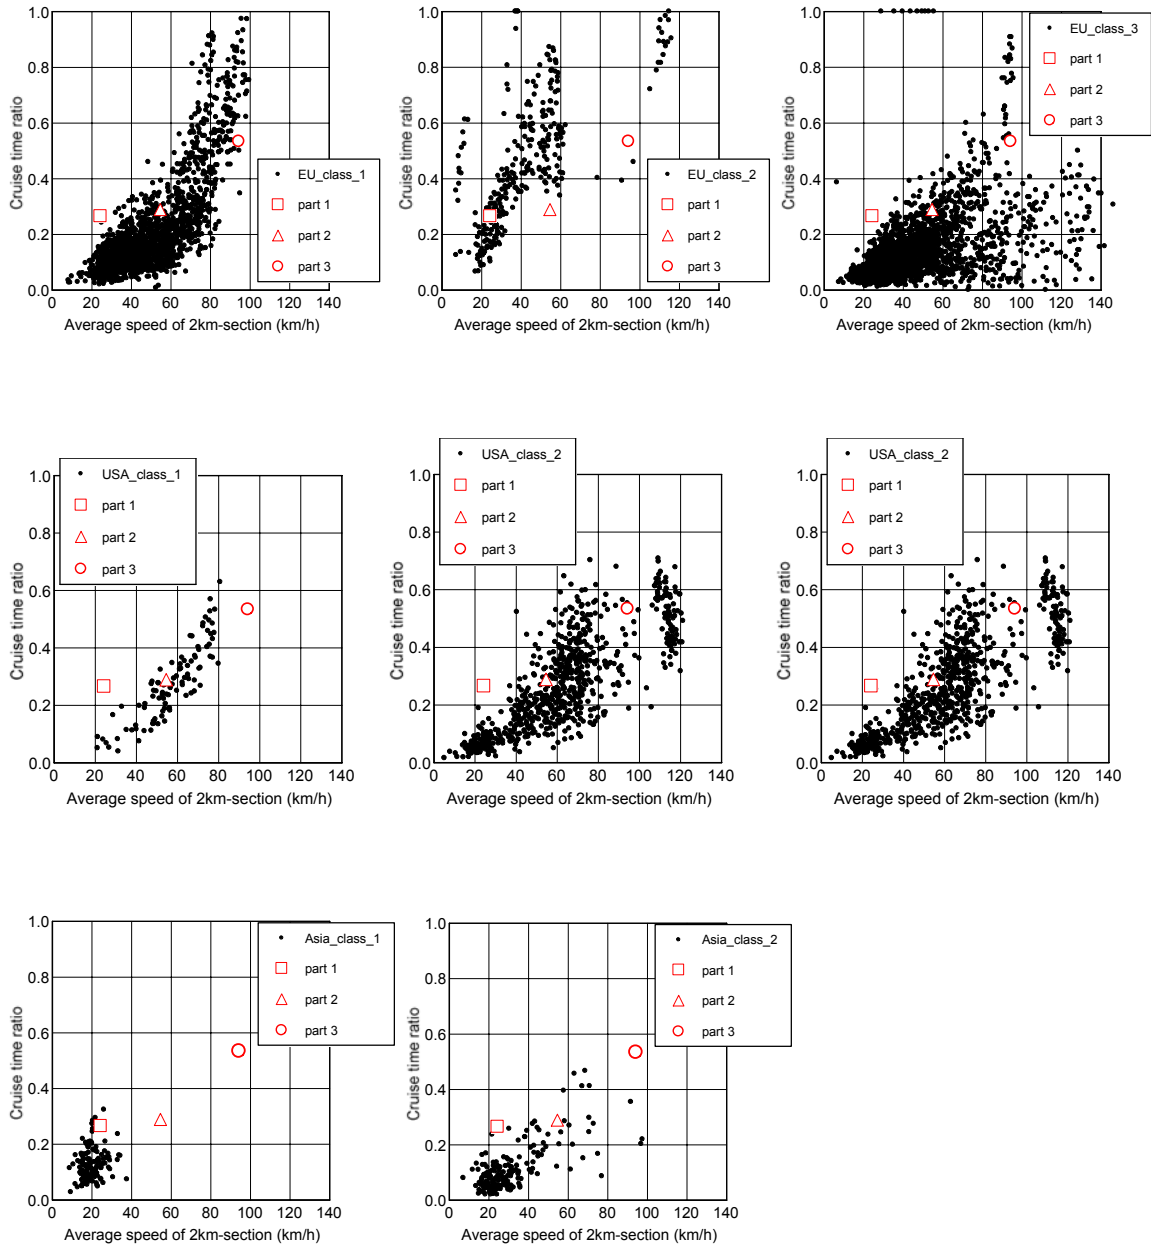 1.0
0.8
0.6
0.4
0.2
0.0
Cruise time ratio
0 20 40 60 80 100 120 140
Average speed of 2km-section (km/h)
EU_class_1
part 1
part 2
part 3
1.0
0.8
0.6
0.4
0.2
0.0
Cruise time ratio
0 20 40 60 80 100 120 140
Average speed of 2km-section (km/h)
EU_class_2
part 1
part 2
part 3
1.0
0.8
0.6
0.4
0.2
0.0
Cruise time ratio
0 20 40 60 80 100 120 140
Average speed of 2km-section (km/h)
EU_class_3
part 1
part 2
part 3
USA_class_1
part 1
part 2
part 3
1.0
0.8
0.6
0.4
0.2
0.0
Cruise time ratio
0 20 40 60 80 100 120 140
Average speed of 2km-section (km/h)
USA_class_2
part 1
part 2
part 3
1.0
0.8
0.6
0.4
0.2
0.0
Cruise time ratio
0 20 40 60 80 100 120 140
Average speed of 2km-section (km/h)
USA_class_2
part 1
part 2
part 3
1.0
0.8
0.6
0.4
0.2
0.0
Cruise time ratio
0 20 40 60 80 100 120 140
Average speed of 2km-section (km/h)
1.0
0.8
0.6
0.4
0.2
0.0
Cruise time ratio
0 20 40 60 80 100 120 140
Average speed of 2km-section (km/h)
Asia_class_1
part 1
part 2
part 3
1.0
0.8
0.6
0.4
0.2
0.0
Cruise time ratio
0 20 40 60 80 100 120 140
Average speed of 2km-section (km/h)
Asia_class_2
part 1
part 2
part 3